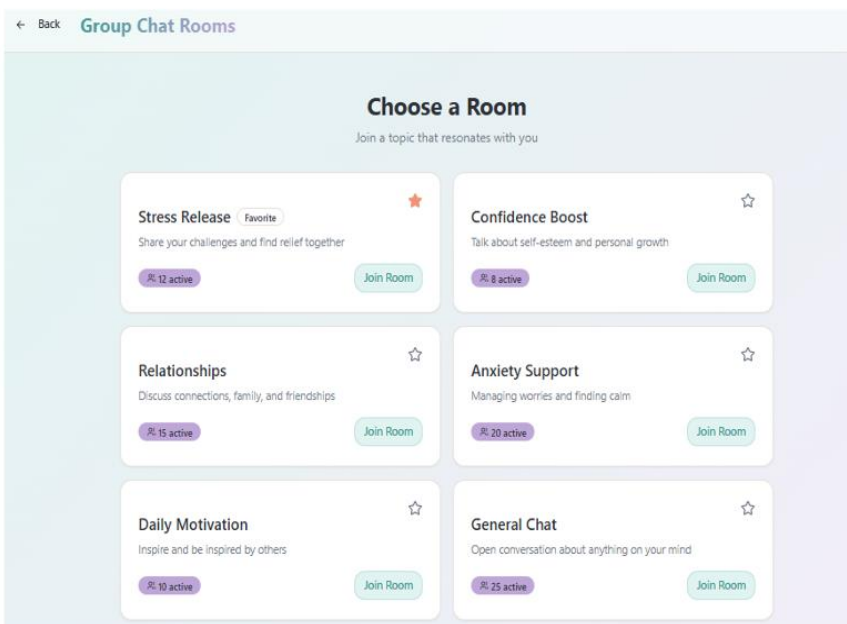 ← Back Group Chat Rooms
Choose a Room
Join a topic that resonates with you
Stress Release Favorite
Share your challenges and find relief together
12 active Join Room
Confidence Boost
Talk about self-esteem and personal growth
8 active Join Room
Relationships
Discuss connections, family, and friendships
15 active Join Room
Anxiety Support
Managing worries and finding calm
20 active Join Room
Daily Motivation
Inspire and be inspired by others
10 active Join Room
General Chat
Open conversation about anything on your mind
25 active Join Room